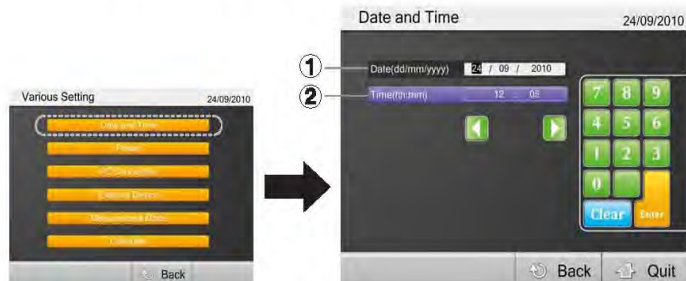 Date and Time 24/09/2010
① Date(dd/mm/yyyy) 24 / 09 / 2010
② Time(hh:mm) 12 : 08
7 8 9
4 5 6
1 2 3
0
Clear Enter
Back Quit
Various Setting 24/09/2010
Date and Time
Back